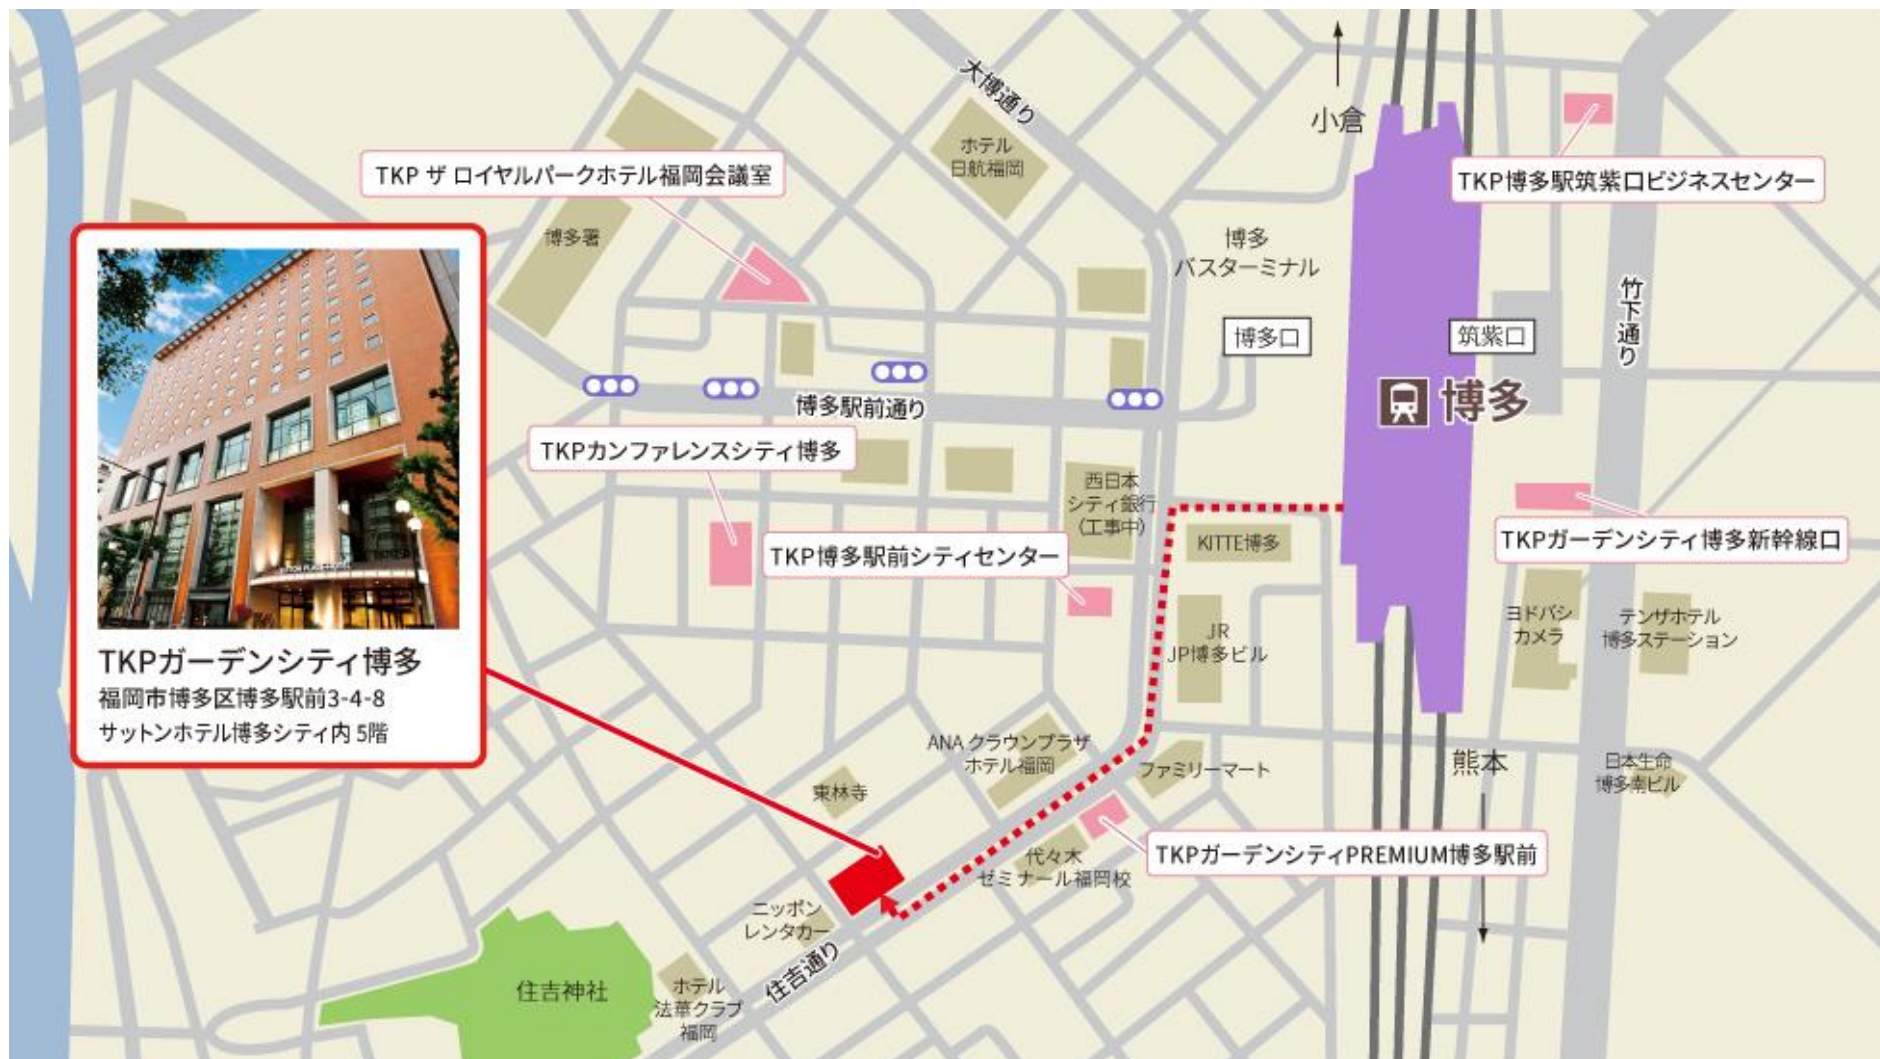 大博通り
小倉
ホテル
日航福岡
TKP ザ ロイヤルパークホテル福岡会議室
TKP博多駅筑紫口ビジネスセンター
博多署
博多
バスターミナル
竹下通り
博多口
筑紫口
博多
博多駅前通り
TKPカンファレンスシティ博多
西日本
シティ銀行
(工事中)
KITTE博多
TKP博多駅前シティセンター
TKPガーデンシティ博多新幹線口
JR
JP博多ビル
ヨドバシ
カメラ
テンザホテル
博多ステーション
TKPガーデンシティ博多
福岡市博多区博多駅前3-4-8
サットンホテル博多シティ内 5階
ANA クラウンプラザ
ホテル福岡
ファミリーマート
熊本
日本生命
博多南ビル
東林寺
TKPガーデンシティPREMIUM博多駅前
代々木
ゼミナール福岡校
ニッポン
レンタカー
住吉通り
住吉神社
ホテル
法華クラブ
福岡